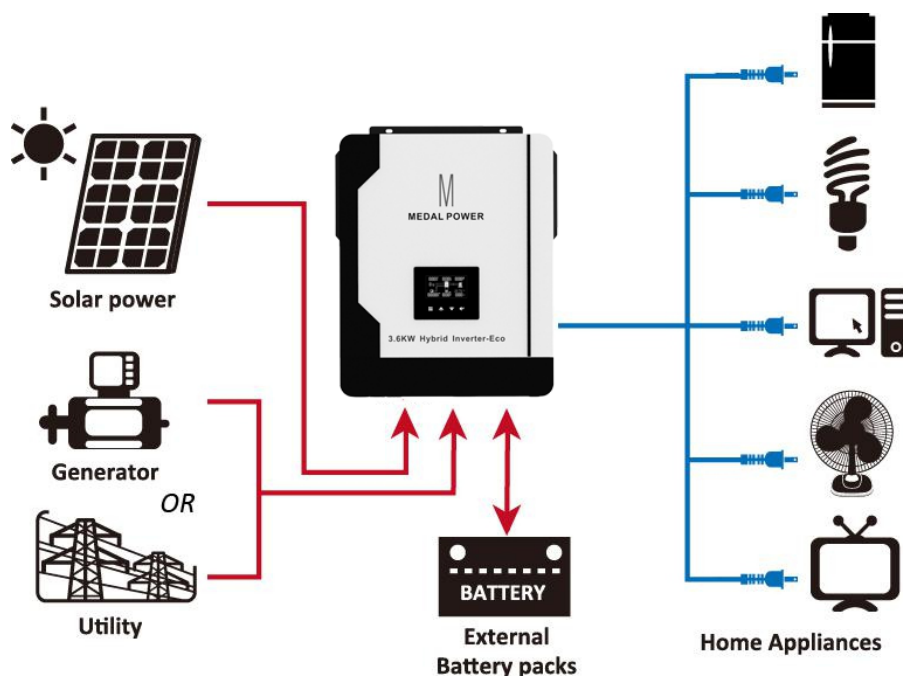 M
MEDAL POWER
3.6KW Hybrid Inverter-Eco
Solar power
Generator
OR
Utility
BATTERY
External
Battery packs
Home Appliances